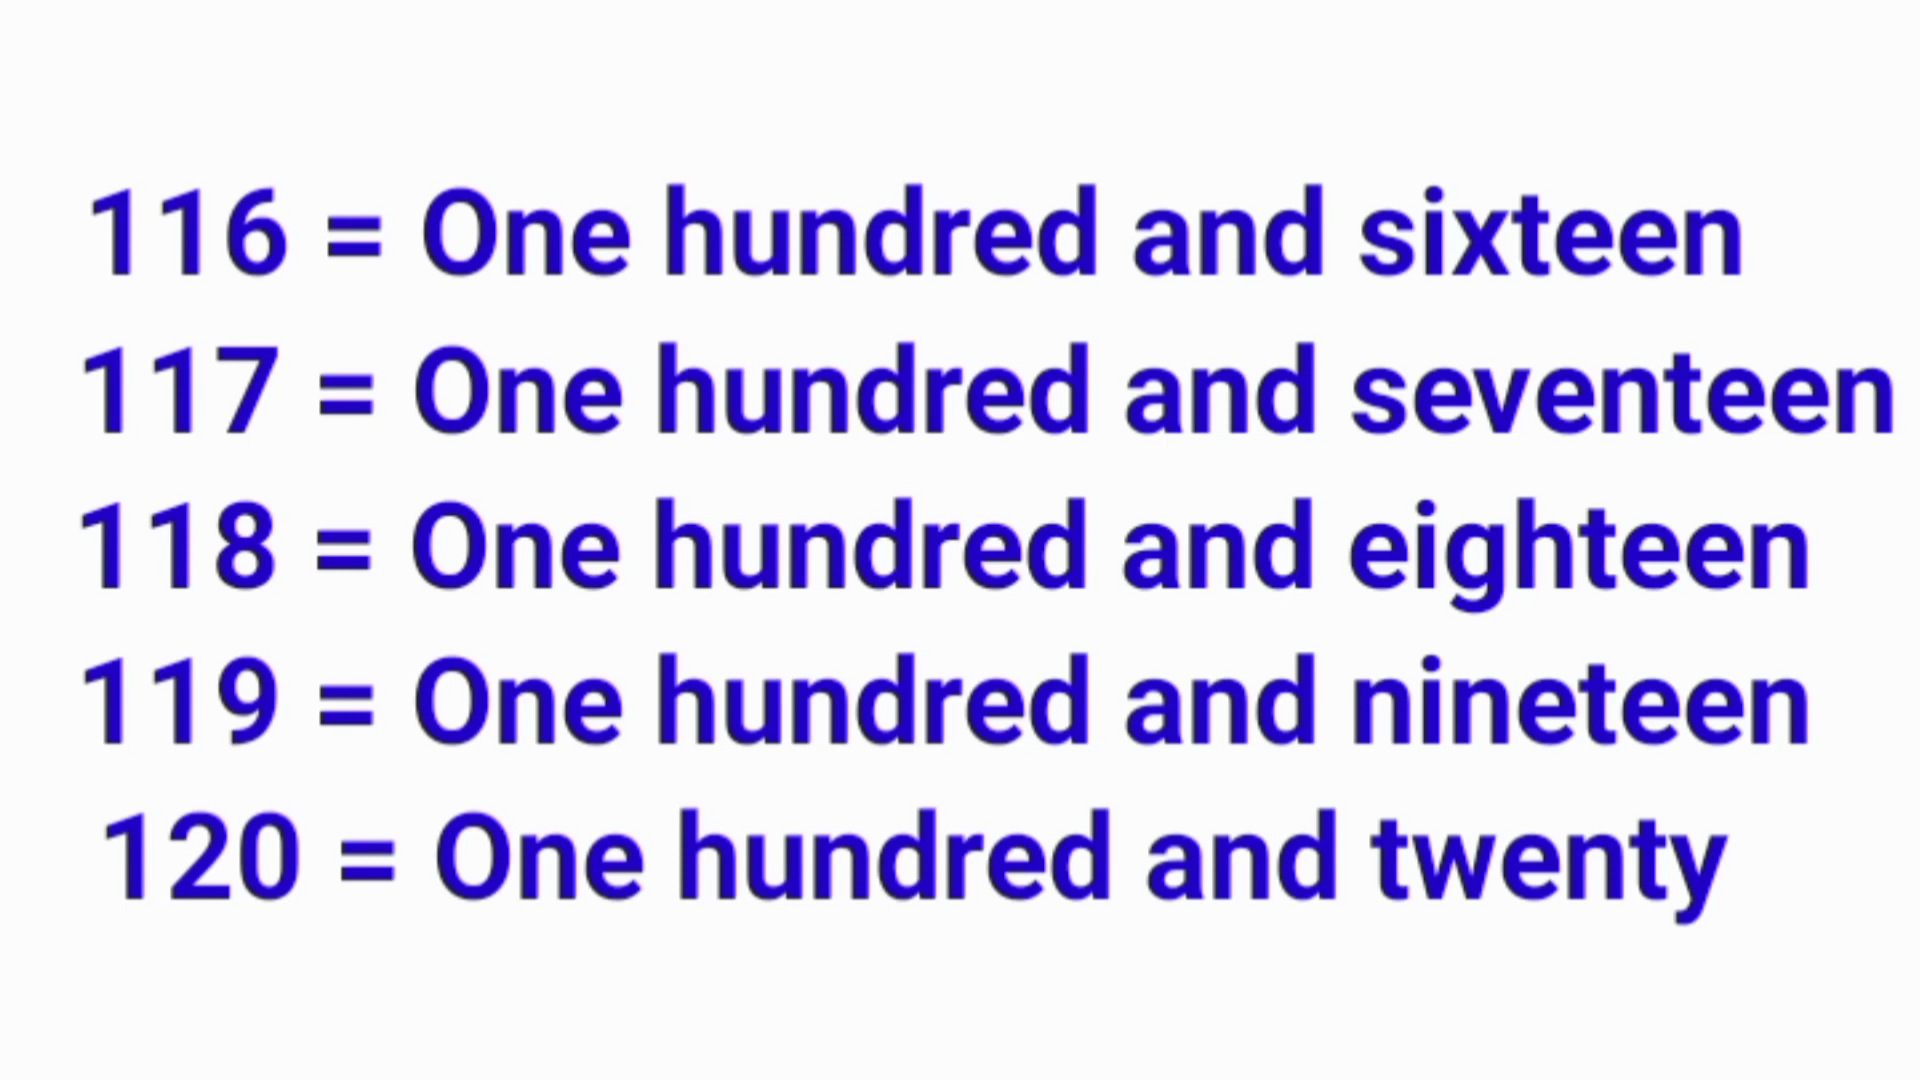 116 = One hundred and sixteen
117 = One hundred and seventeen
118 = One hundred and eighteen
119 = One hundred and nineteen
120 = One hundred and twenty